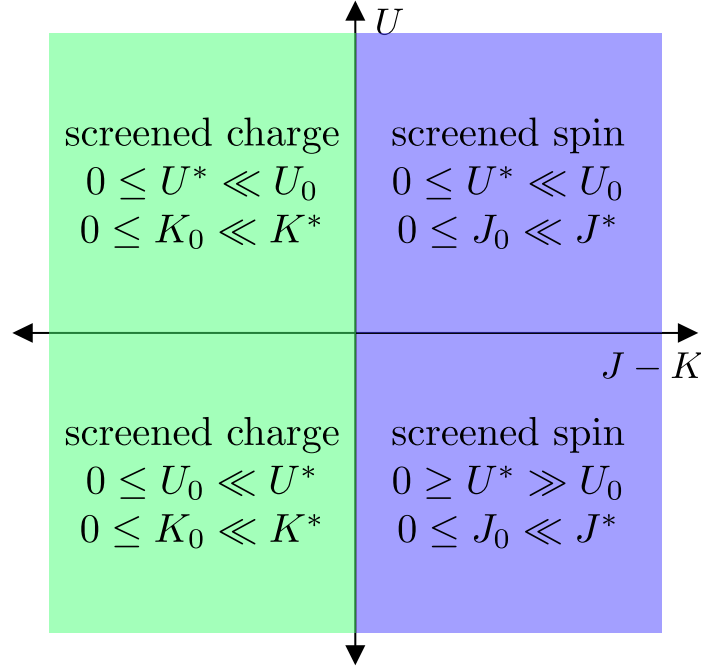 U
screened charge
0 ≤ U* ≪ U₀
0 ≤ K₀ ≪ K*
screened spin
0 ≤ U* ≪ U₀
0 ≤ J₀ ≪ J*
J − K
screened charge
0 ≤ U₀ ≪ U*
0 ≤ K₀ ≪ K*
screened spin
0 ≥ U* ≫ U₀
0 ≤ J₀ ≪ J*